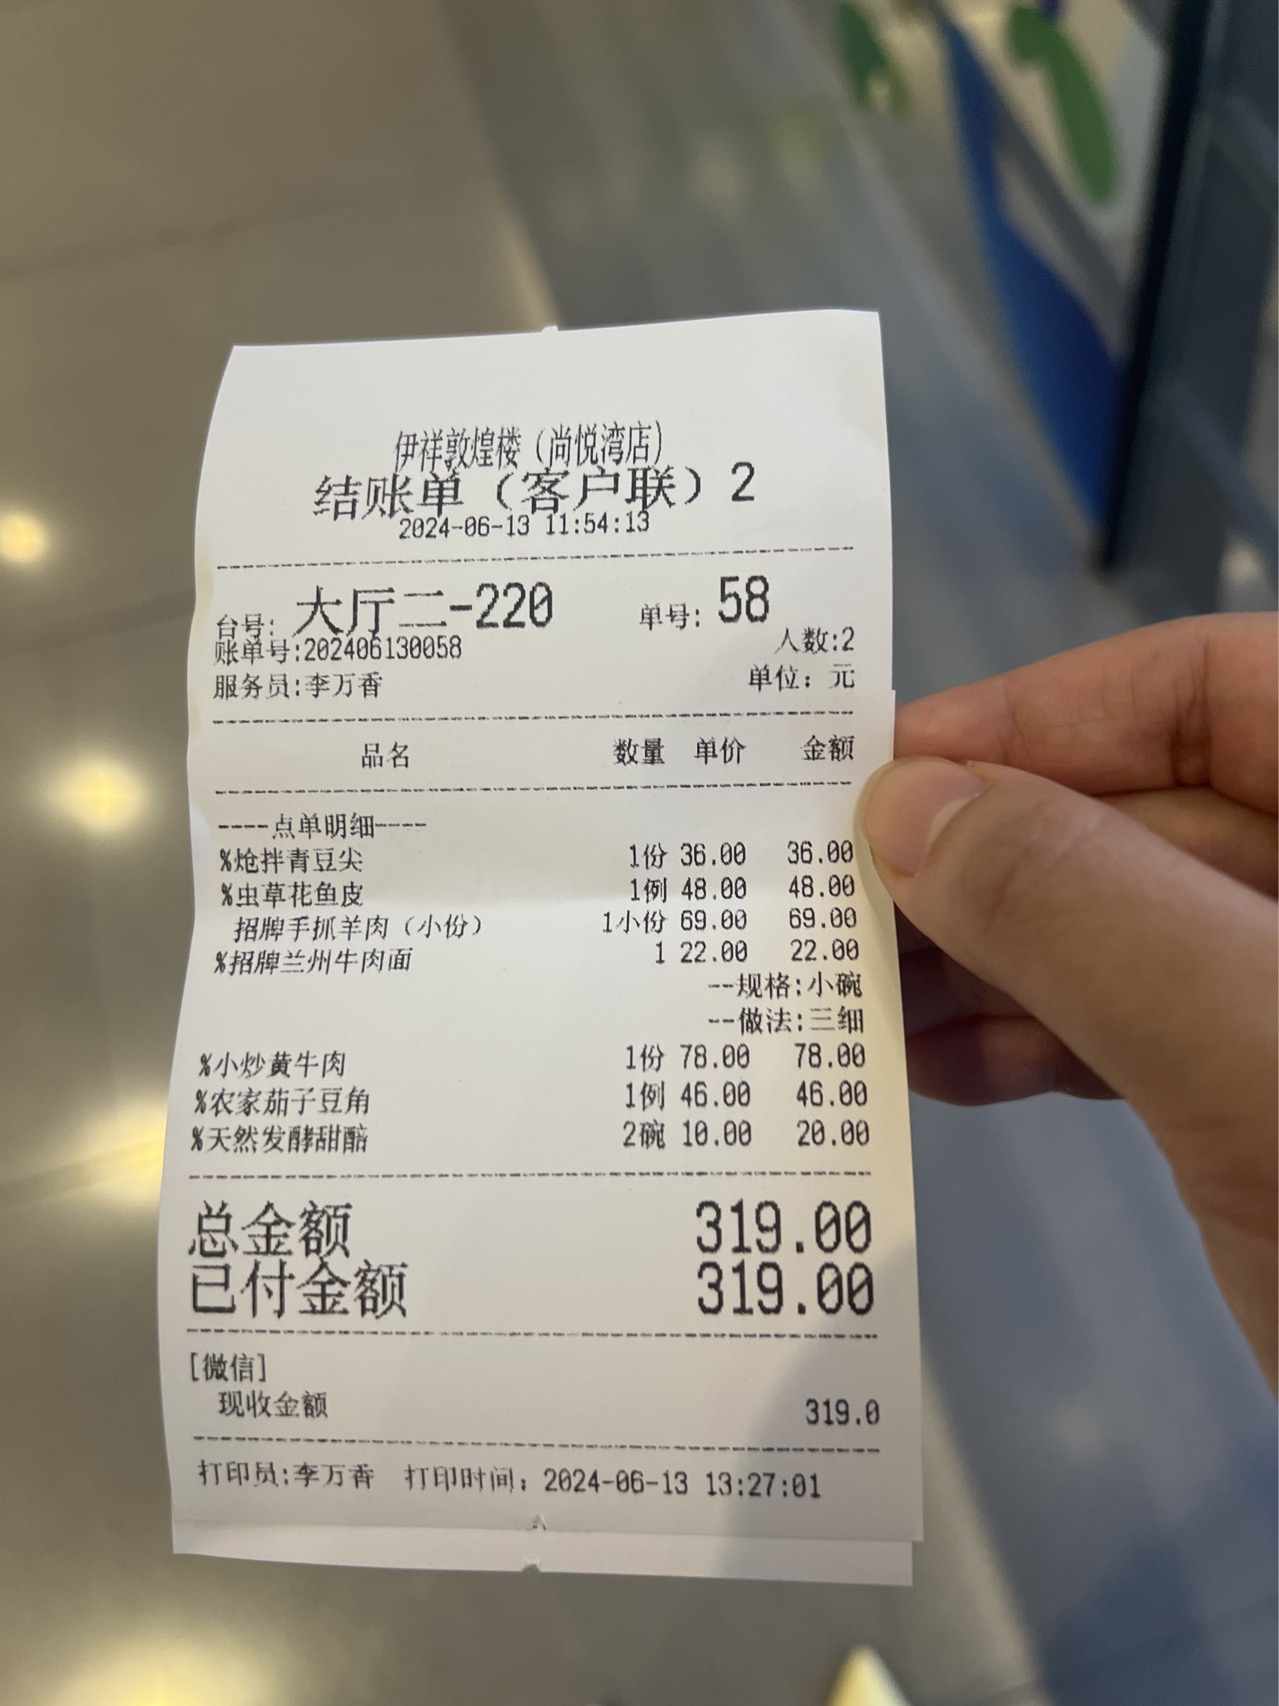 伊祥敦煌楼（尚悦湾店）
结账单（客户联）2
2024-06-13 11:54:13
台号: 大厅二-220 单号: 58
账单号:202406130058 人数:2
服务员:李万香 单位: 元
品名 数量 单价 金额
----点单明细----
%炝拌青豆尖 1份 36.00 36.00
%虫草花鱼皮 1例 48.00 48.00
招牌手抓羊肉（小份） 1小份 69.00 69.00
%招牌兰州牛肉面 1 22.00 22.00
--规格:小碗
--做法:三细
%小炒黄牛肉 1份 78.00 78.00
%农家茄子豆角 1例 46.00 46.00
%天然发酵甜醅 2碗 10.00 20.00
总金额 319.00
已付金额 319.00
[微信]
现收金额 319.0
打印员:李万香 打印时间: 2024-06-13 13:27:01